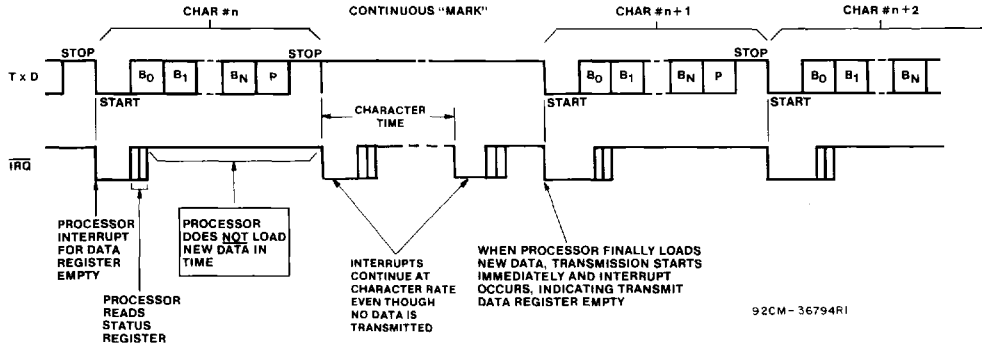 CHAR #n
CONTINUOUS "MARK"
CHAR #n+1
CHAR #n+2
STOP
STOP
STOP
T x D
B0
B1
BN
P
B0
B1
BN
P
B0
B1
BN
START
START
START
CHARACTER
TIME
IRQ
PROCESSOR
INTERRUPT
FOR DATA
REGISTER
EMPTY
PROCESSOR
READS
STATUS
REGISTER
PROCESSOR
DOES NOT LOAD
NEW DATA IN
TIME
INTERRUPTS
CONTINUE AT
CHARACTER RATE
EVEN THOUGH
NO DATA IS
TRANSMITTED
WHEN PROCESSOR FINALLY LOADS
NEW DATA, TRANSMISSION STARTS
IMMEDIATELY AND INTERRUPT
OCCURS, INDICATING TRANSMIT
DATA REGISTER EMPTY
92CM-36794RI